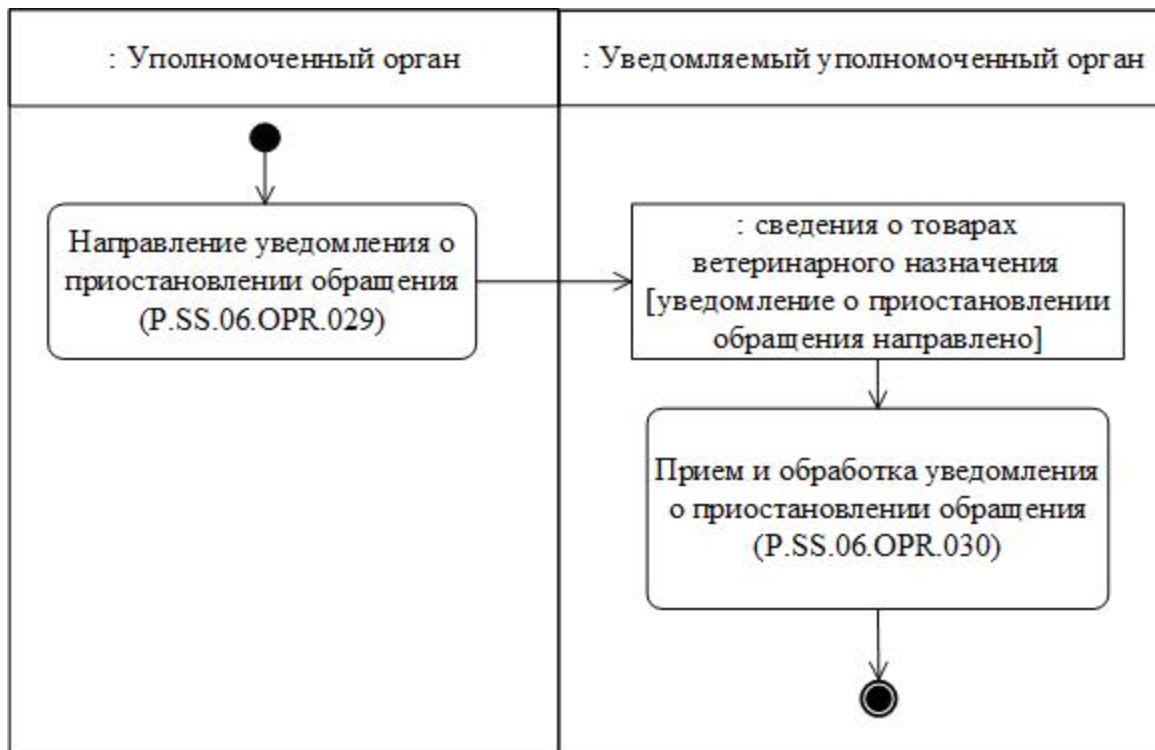 : Уполномоченный орган
: Уведомляемый уполномоченный орган
Направление уведомления о
приостановлении обращения
(P.SS.06.OPR.029)
: сведения о товарах
ветеринарного назначения
[уведомление о приостановлении
обращения направлено]
Прием и обработка уведомления
о приостановлении обращения
(P.SS.06.OPR.030)